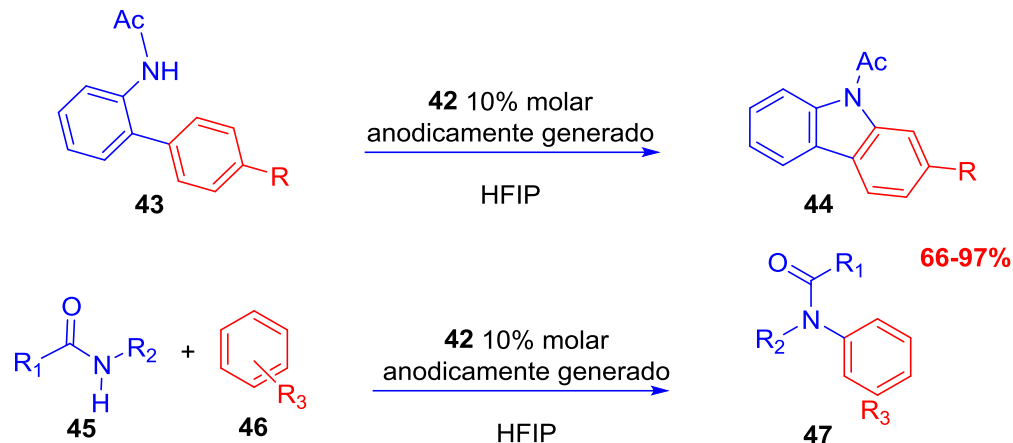 Ac
NH
R
43
42 10% molar
anodicamente generado
HFIP
Ac
N
R
44
66-97%
O
R1
N
R2
H
45
+
R3
46
42 10% molar
anodicamente generado
HFIP
O
R1
N
R2
R3
47